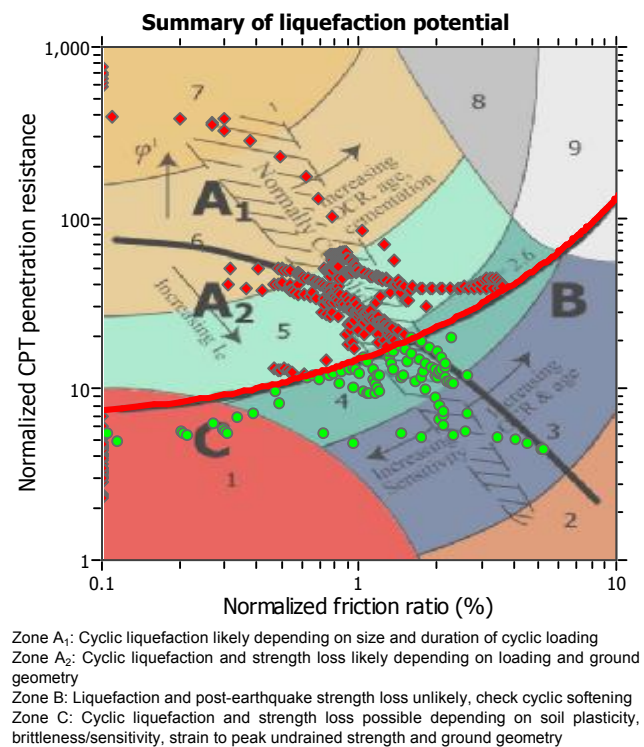 Summary of liquefaction potential
Normalized CPT penetration resistance
1,000
100
10
1
7
8
9
φ'
A1
Normally C
Increasing
OCR, age,
cementation
6
A2
Increasing Ic
5
2.6
B
4
C
1
Increasing
Sensitivity
Increasing
OCR & age
3
2
0.1
1
10
Normalized friction ratio (%)
Zone A1: Cyclic liquefaction likely depending on size and duration of cyclic loading
Zone A2: Cyclic liquefaction and strength loss likely depending on loading and ground
geometry
Zone B: Liquefaction and post-earthquake strength loss unlikely, check cyclic softening
Zone C: Cyclic liquefaction and strength loss possible depending on soil plasticity,
brittleness/sensitivity, strain to peak undrained strength and ground geometry